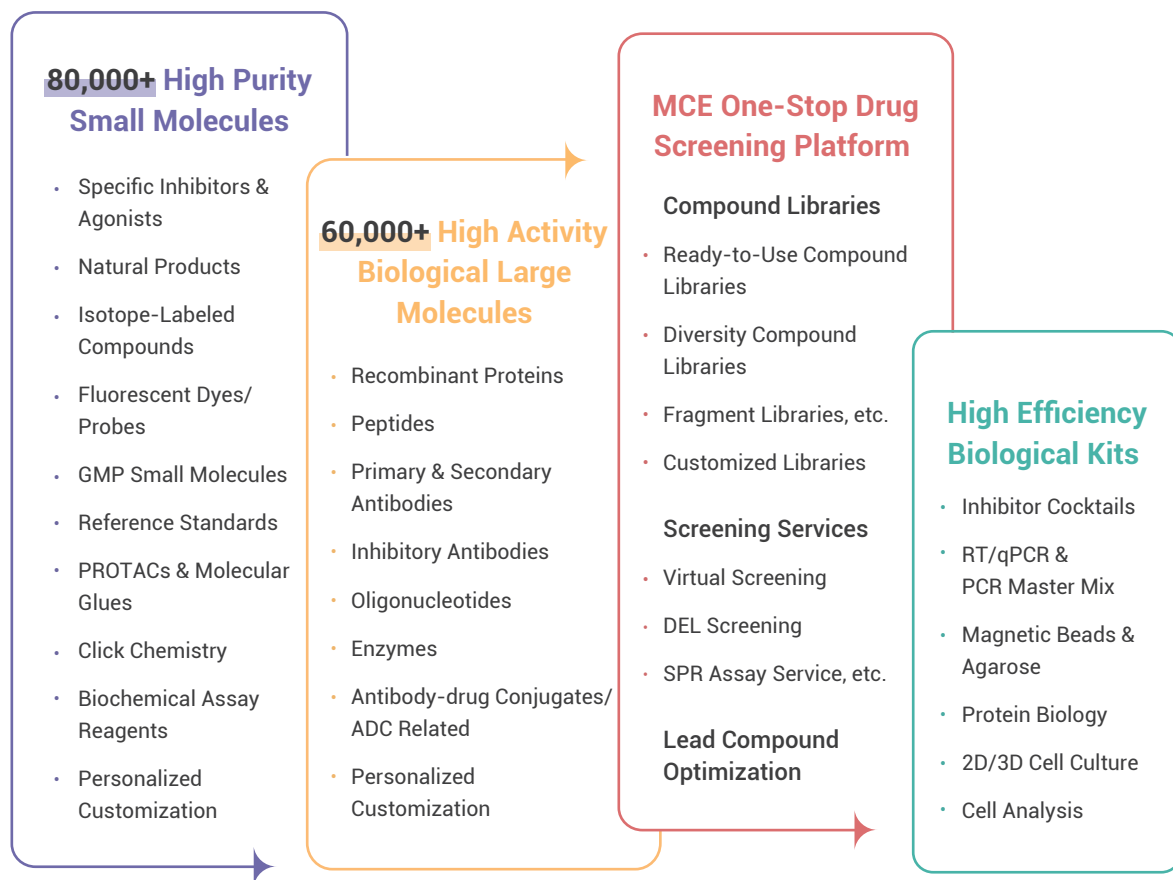 80,000+ High Purity
Small Molecules
Specific Inhibitors &
Agonists
Natural Products
Isotope-Labeled
Compounds
Fluorescent Dyes/
Probes
GMP Small Molecules
Reference Standards
PROTACs & Molecular
Glues
Click Chemistry
Biochemical Assay
Reagents
Personalized
Customization
60,000+ High Activity
Biological Large
Molecules
Recombinant Proteins
Peptides
Primary & Secondary
Antibodies
Inhibitory Antibodies
Oligonucleotides
Enzymes
Antibody-drug Conjugates/
ADC Related
Personalized
Customization
MCE One-Stop Drug
Screening Platform
Compound Libraries
Ready-to-Use Compound
Libraries
Diversity Compound
Libraries
Fragment Libraries, etc.
Customized Libraries
Screening Services
Virtual Screening
DEL Screening
SPR Assay Service, etc.
Lead Compound
Optimization
High Efficiency
Biological Kits
Inhibitor Cocktails
RT/qPCR &
PCR Master Mix
Magnetic Beads &
Agarose
Protein Biology
2D/3D Cell Culture
Cell Analysis